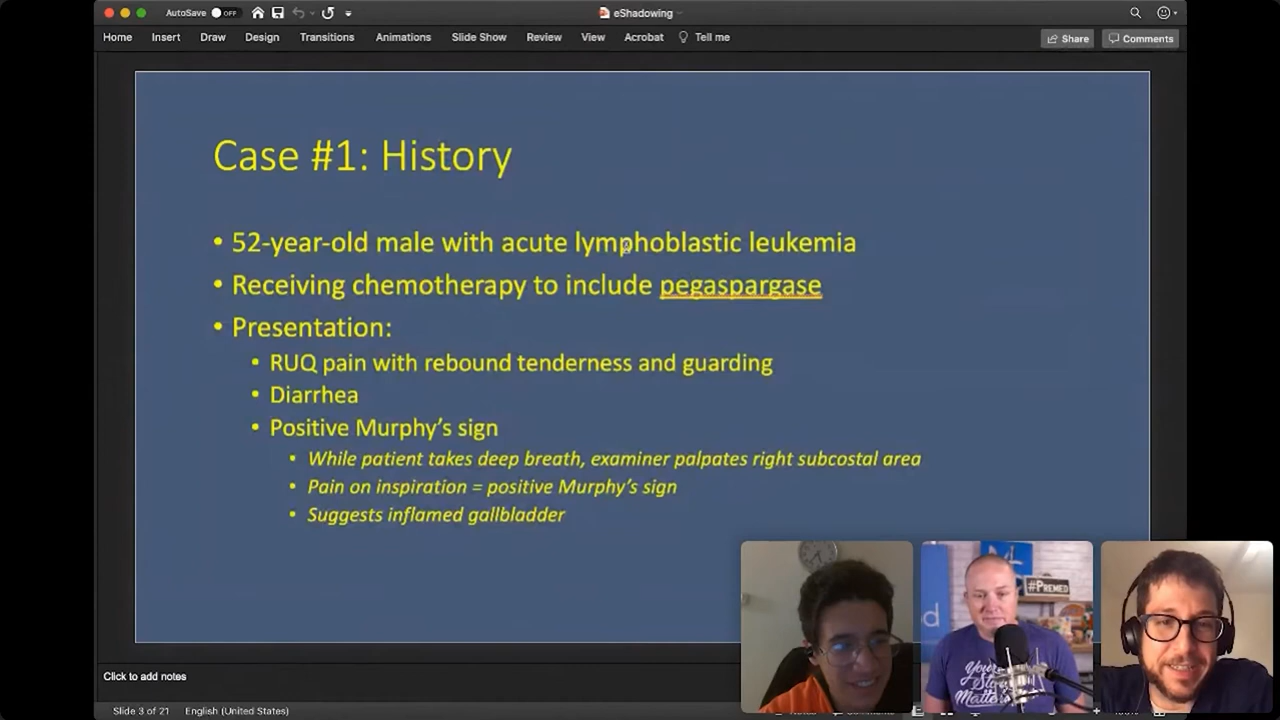 AutoSave OFF
eShadowing
Home Insert Draw Design Transitions Animations Slide Show Review View Acrobat Tell me
Share Comments
Case #1: History
• 52-year-old male with acute lymphoblastic leukemia
• Receiving chemotherapy to include pegaspargase
• Presentation:
• RUQ pain with rebound tenderness and guarding
• Diarrhea
• Positive Murphy's sign
• While patient takes deep breath, examiner palpates right subcostal area
• Pain on inspiration = positive Murphy's sign
• Suggests inflamed gallbladder
#PREMED
Click to add notes
Slide 3 of 21 English (United States)